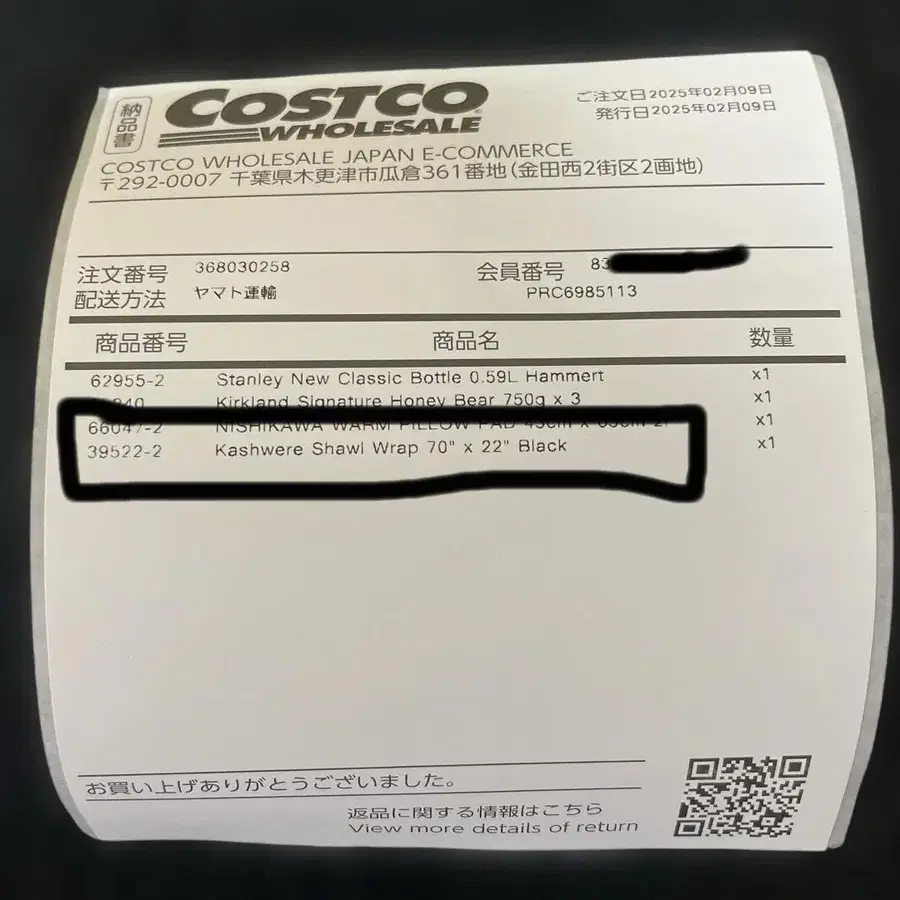 納品書
COSTCO WHOLESALE
ご注文日2025年02月09日
発行日2025年02月09日
COSTCO WHOLESALE JAPAN E-COMMERCE
〒292-0007 千葉県木更津市瓜倉361番地(金田西2街区2画地)
注文番号 368030258 会員番号 83
配送方法 ヤマト運輸 PRC6985113
商品番号 商品名 数量
62955-2 Stanley New Classic Bottle 0.59L Hammert x1
Kirkland Signature Honey Bear 750g x 3 x1
66047-2 NISHIKAWA WARM PILLOW PAD x1
39522-2 Kashwere Shawl Wrap 70" x 22" Black x1
お買い上げありがとうございました。
返品に関する情報はこちら
View more details of return